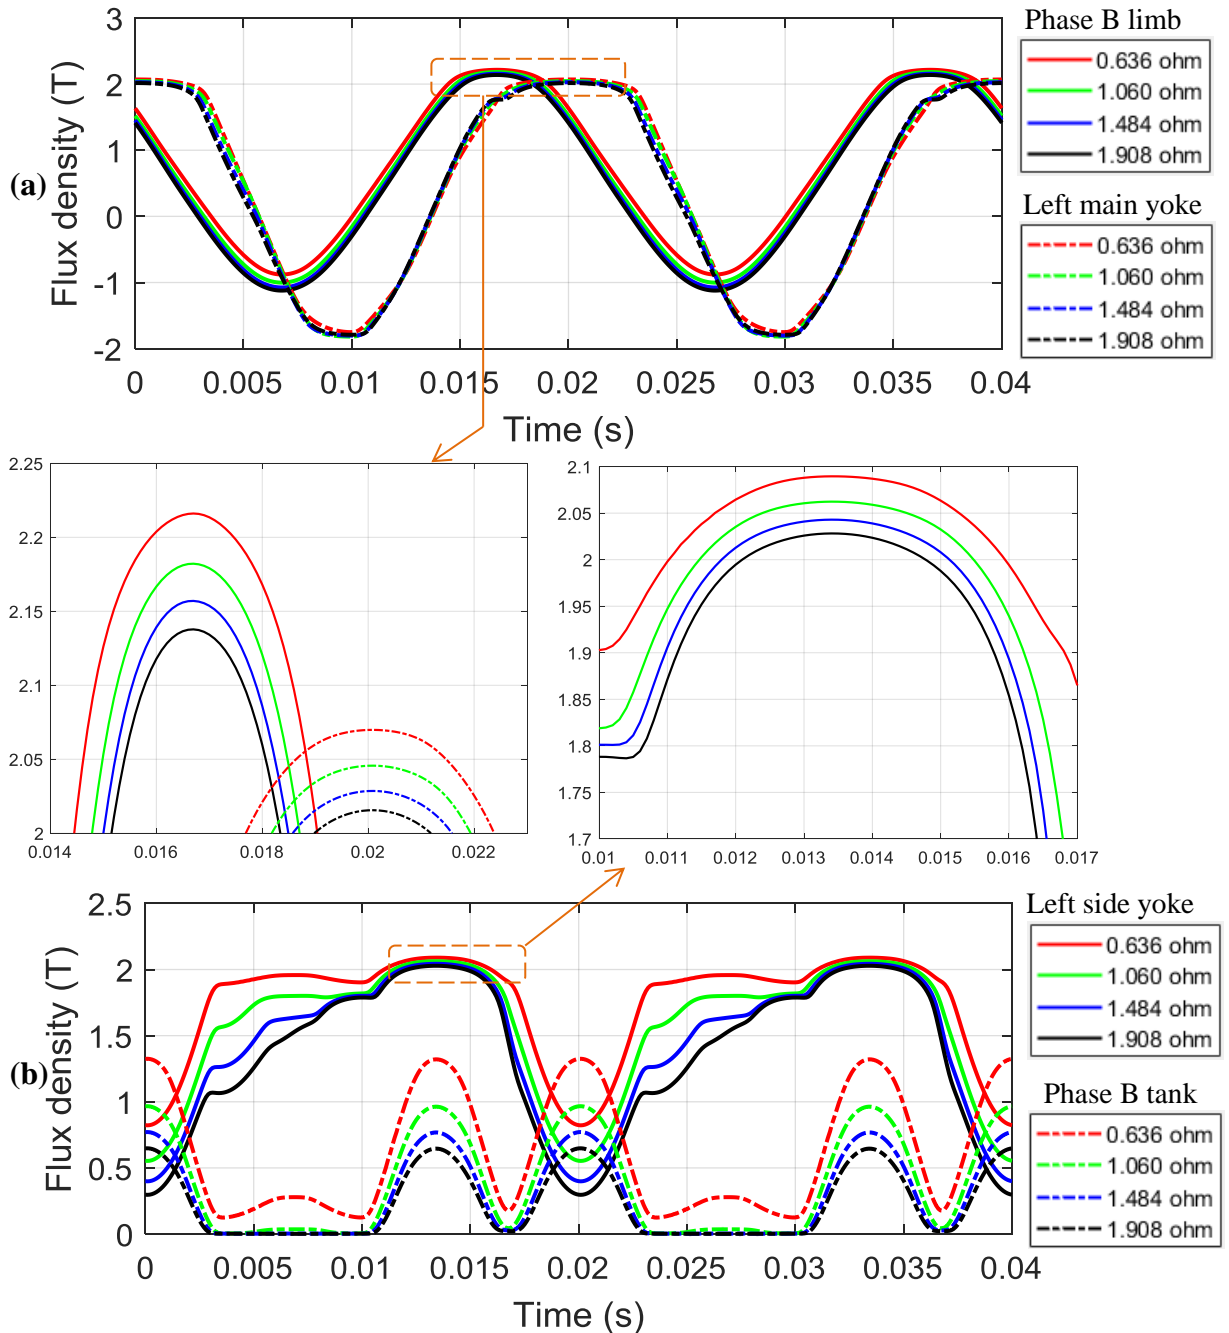 Phase B limb
0.636 ohm
1.060 ohm
1.484 ohm
1.908 ohm
Left main yoke
0.636 ohm
1.060 ohm
1.484 ohm
1.908 ohm
(a)
Flux density (T)
3
2
1
0
-1
-2
0 0.005 0.01 0.015 0.02 0.025 0.03 0.035 0.04
Time (s)
2.25
2.2
2.15
2.1
2.05
2
0.014 0.016 0.018 0.02 0.022
2.1
2.05
2
1.95
1.9
1.85
1.8
1.75
1.7
0.01 0.011 0.012 0.013 0.014 0.015 0.016 0.017
Left side yoke
0.636 ohm
1.060 ohm
1.484 ohm
1.908 ohm
Phase B tank
0.636 ohm
1.060 ohm
1.484 ohm
1.908 ohm
(b)
Flux density (T)
2.5
2
1.5
1
0.5
0
0 0.005 0.01 0.015 0.02 0.025 0.03 0.035 0.04
Time (s)